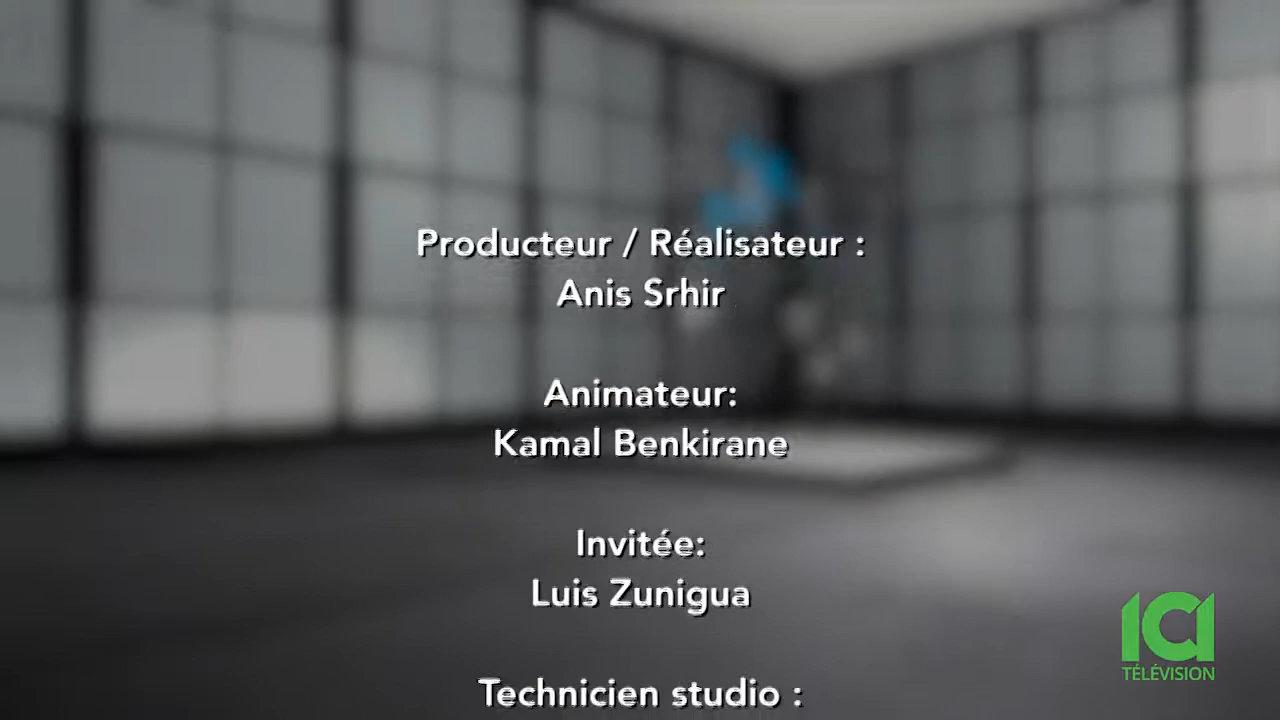 Producteur / Réalisateur :
Anis Srhir
Animateur:
Kamal Benkirane
Invitée:
Luis Zunigua
Technicien studio :
ICI
TÉLÉVISION